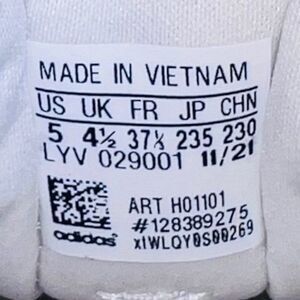 MADE IN VIETNAM
US UK FR JP CHN
5 4½ 37⅓ 235 230
LYV 029001 11/21
ART H01101
#128389275
adidas x1WLQY0S00269